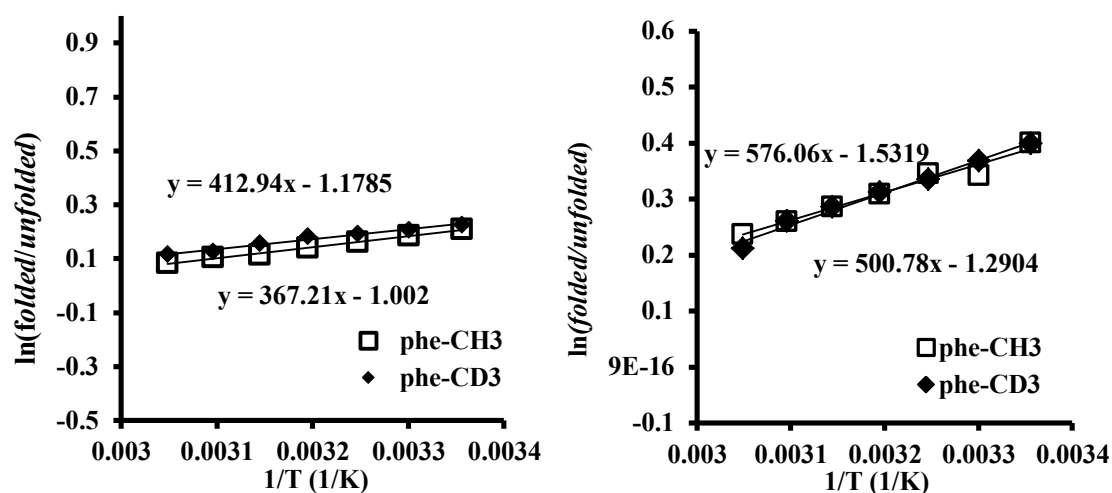 ln(folded/unfolded)
0.9
0.7
0.5
0.3
0.1
-0.1
-0.3
-0.5
y = 412.94x - 1.1785
y = 367.21x - 1.002
phe-CH3
phe-CD3
0.003
0.0031
0.0032
0.0033
0.0034
1/T (1/K)
ln(folded/unfolded)
0.6
0.5
0.4
0.3
0.2
0.1
9E-16
-0.1
y = 576.06x - 1.5319
y = 500.78x - 1.2904
phe-CH3
phe-CD3
0.003
0.0031
0.0032
0.0033
0.0034
1/T (1/K)